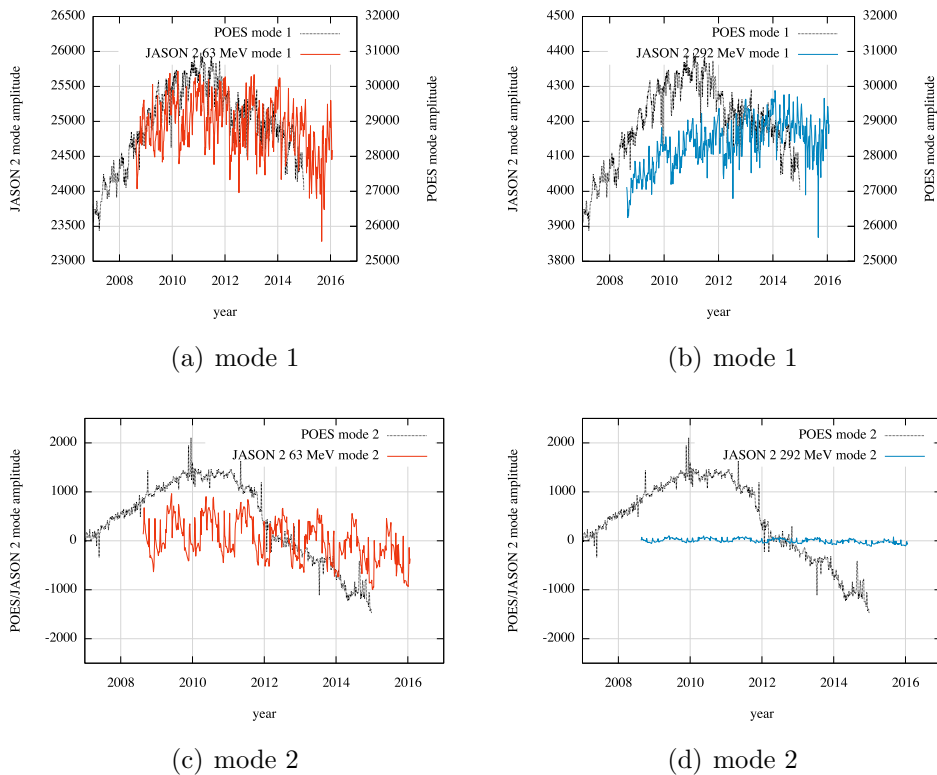 POES mode 1
JASON 2 63 MeV mode 1
JASON 2 mode amplitude
26500
26000
25500
25000
24500
24000
23500
23000
32000
31000
30000
29000
28000
27000
26000
25000
POES mode amplitude
2008 2010 2012 2014 2016
year
(a) mode 1
POES mode 1
JASON 2 292 MeV mode 1
JASON 2 mode amplitude
4500
4400
4300
4200
4100
4000
3900
3800
32000
31000
30000
29000
28000
27000
26000
25000
POES mode amplitude
2008 2010 2012 2014 2016
year
(b) mode 1
POES mode 2
JASON 2 63 MeV mode 2
POES/JASON 2 mode amplitude
2000
1000
0
-1000
-2000
2008 2010 2012 2014 2016
year
(c) mode 2
POES mode 2
JASON 2 292 MeV mode 2
POES/JASON 2 mode amplitude
2000
1000
0
-1000
-2000
2008 2010 2012 2014 2016
year
(d) mode 2